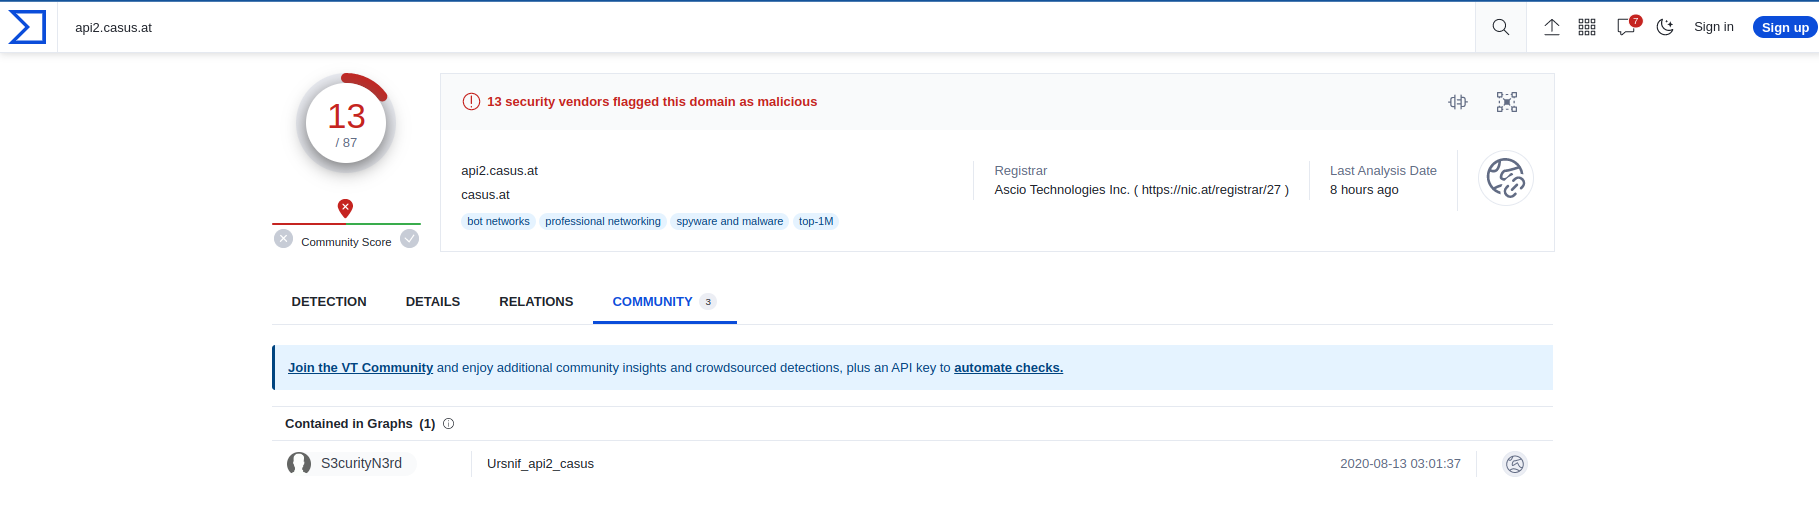 api2.casus.at
7
Sign in
Sign up
13
/ 87
Community Score
13 security vendors flagged this domain as malicious
api2.casus.at
casus.at
bot networks professional networking spyware and malware top-1M
Registrar
Ascio Technologies Inc. ( https://nic.at/registrar/27 )
Last Analysis Date
8 hours ago
DETECTION DETAILS RELATIONS COMMUNITY 3
Join the VT Community and enjoy additional community insights and crowdsourced detections, plus an API key to automate checks.
Contained in Graphs (1)
S3curityN3rd Ursnif_api2_casus 2020-08-13 03:01:37